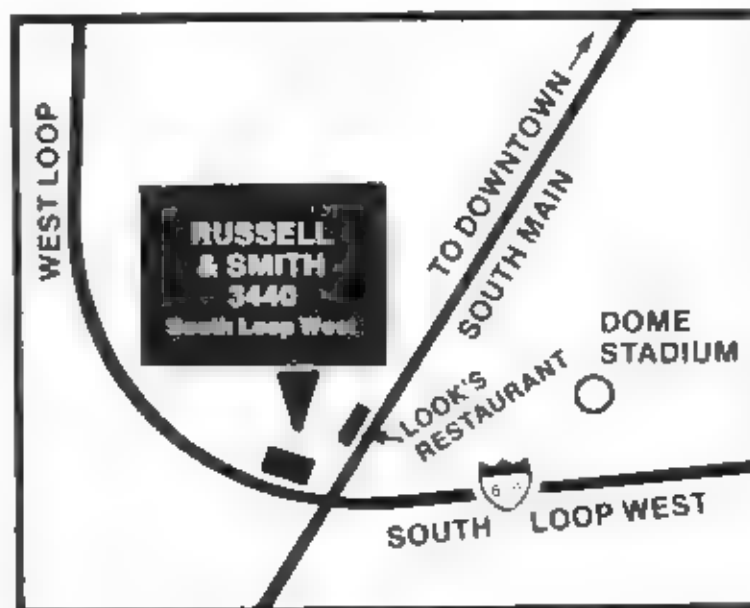 WEST LOOP
RUSSELL
& SMITH
3440
South Loop West
TO DOWNTOWN
SOUTH MAIN
LOOK'S
RESTAURANT
DOME
STADIUM
SOUTH LOOP WEST